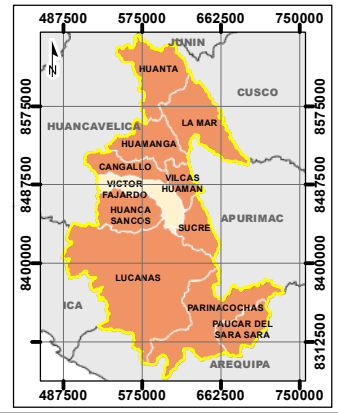 487500 575000 662500 750000
JUNIN
N
HUANTA
CUSCO
8575000 8575000
LA MAR
HUANCAVELICA
HUAMANGA
CANGALLO
VILCAS
HUAMAN
VICTOR
FAJARDO
8487500 8487500
HUANCA
SANCOS
APURIMAC
SUCRE
8400000 8400000
LUCANAS
ICA
PARINACOCHAS
PAUCAR DEL
SARA SARA
8312500 8312500
AREQUIPA
487500 575000 662500 750000